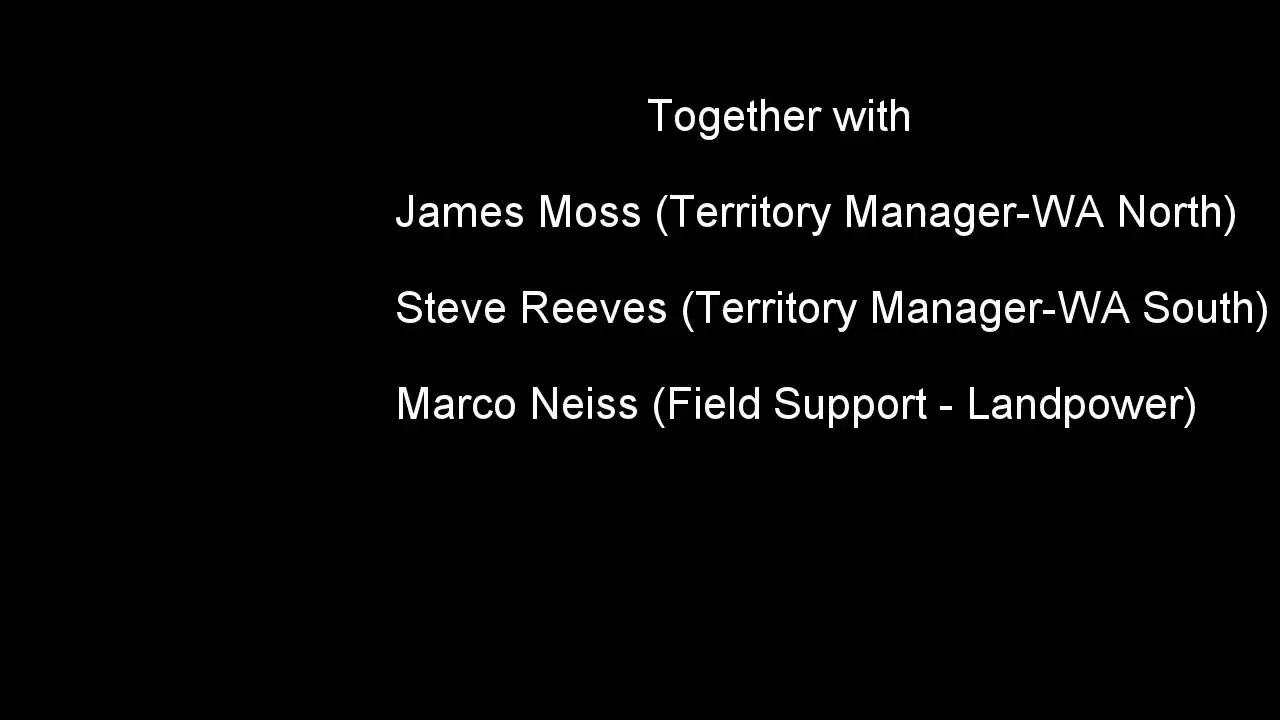 Together with
James Moss (Territory Manager-WA North)
Steve Reeves (Territory Manager-WA South)
Marco Neiss (Field Support - Landpower)